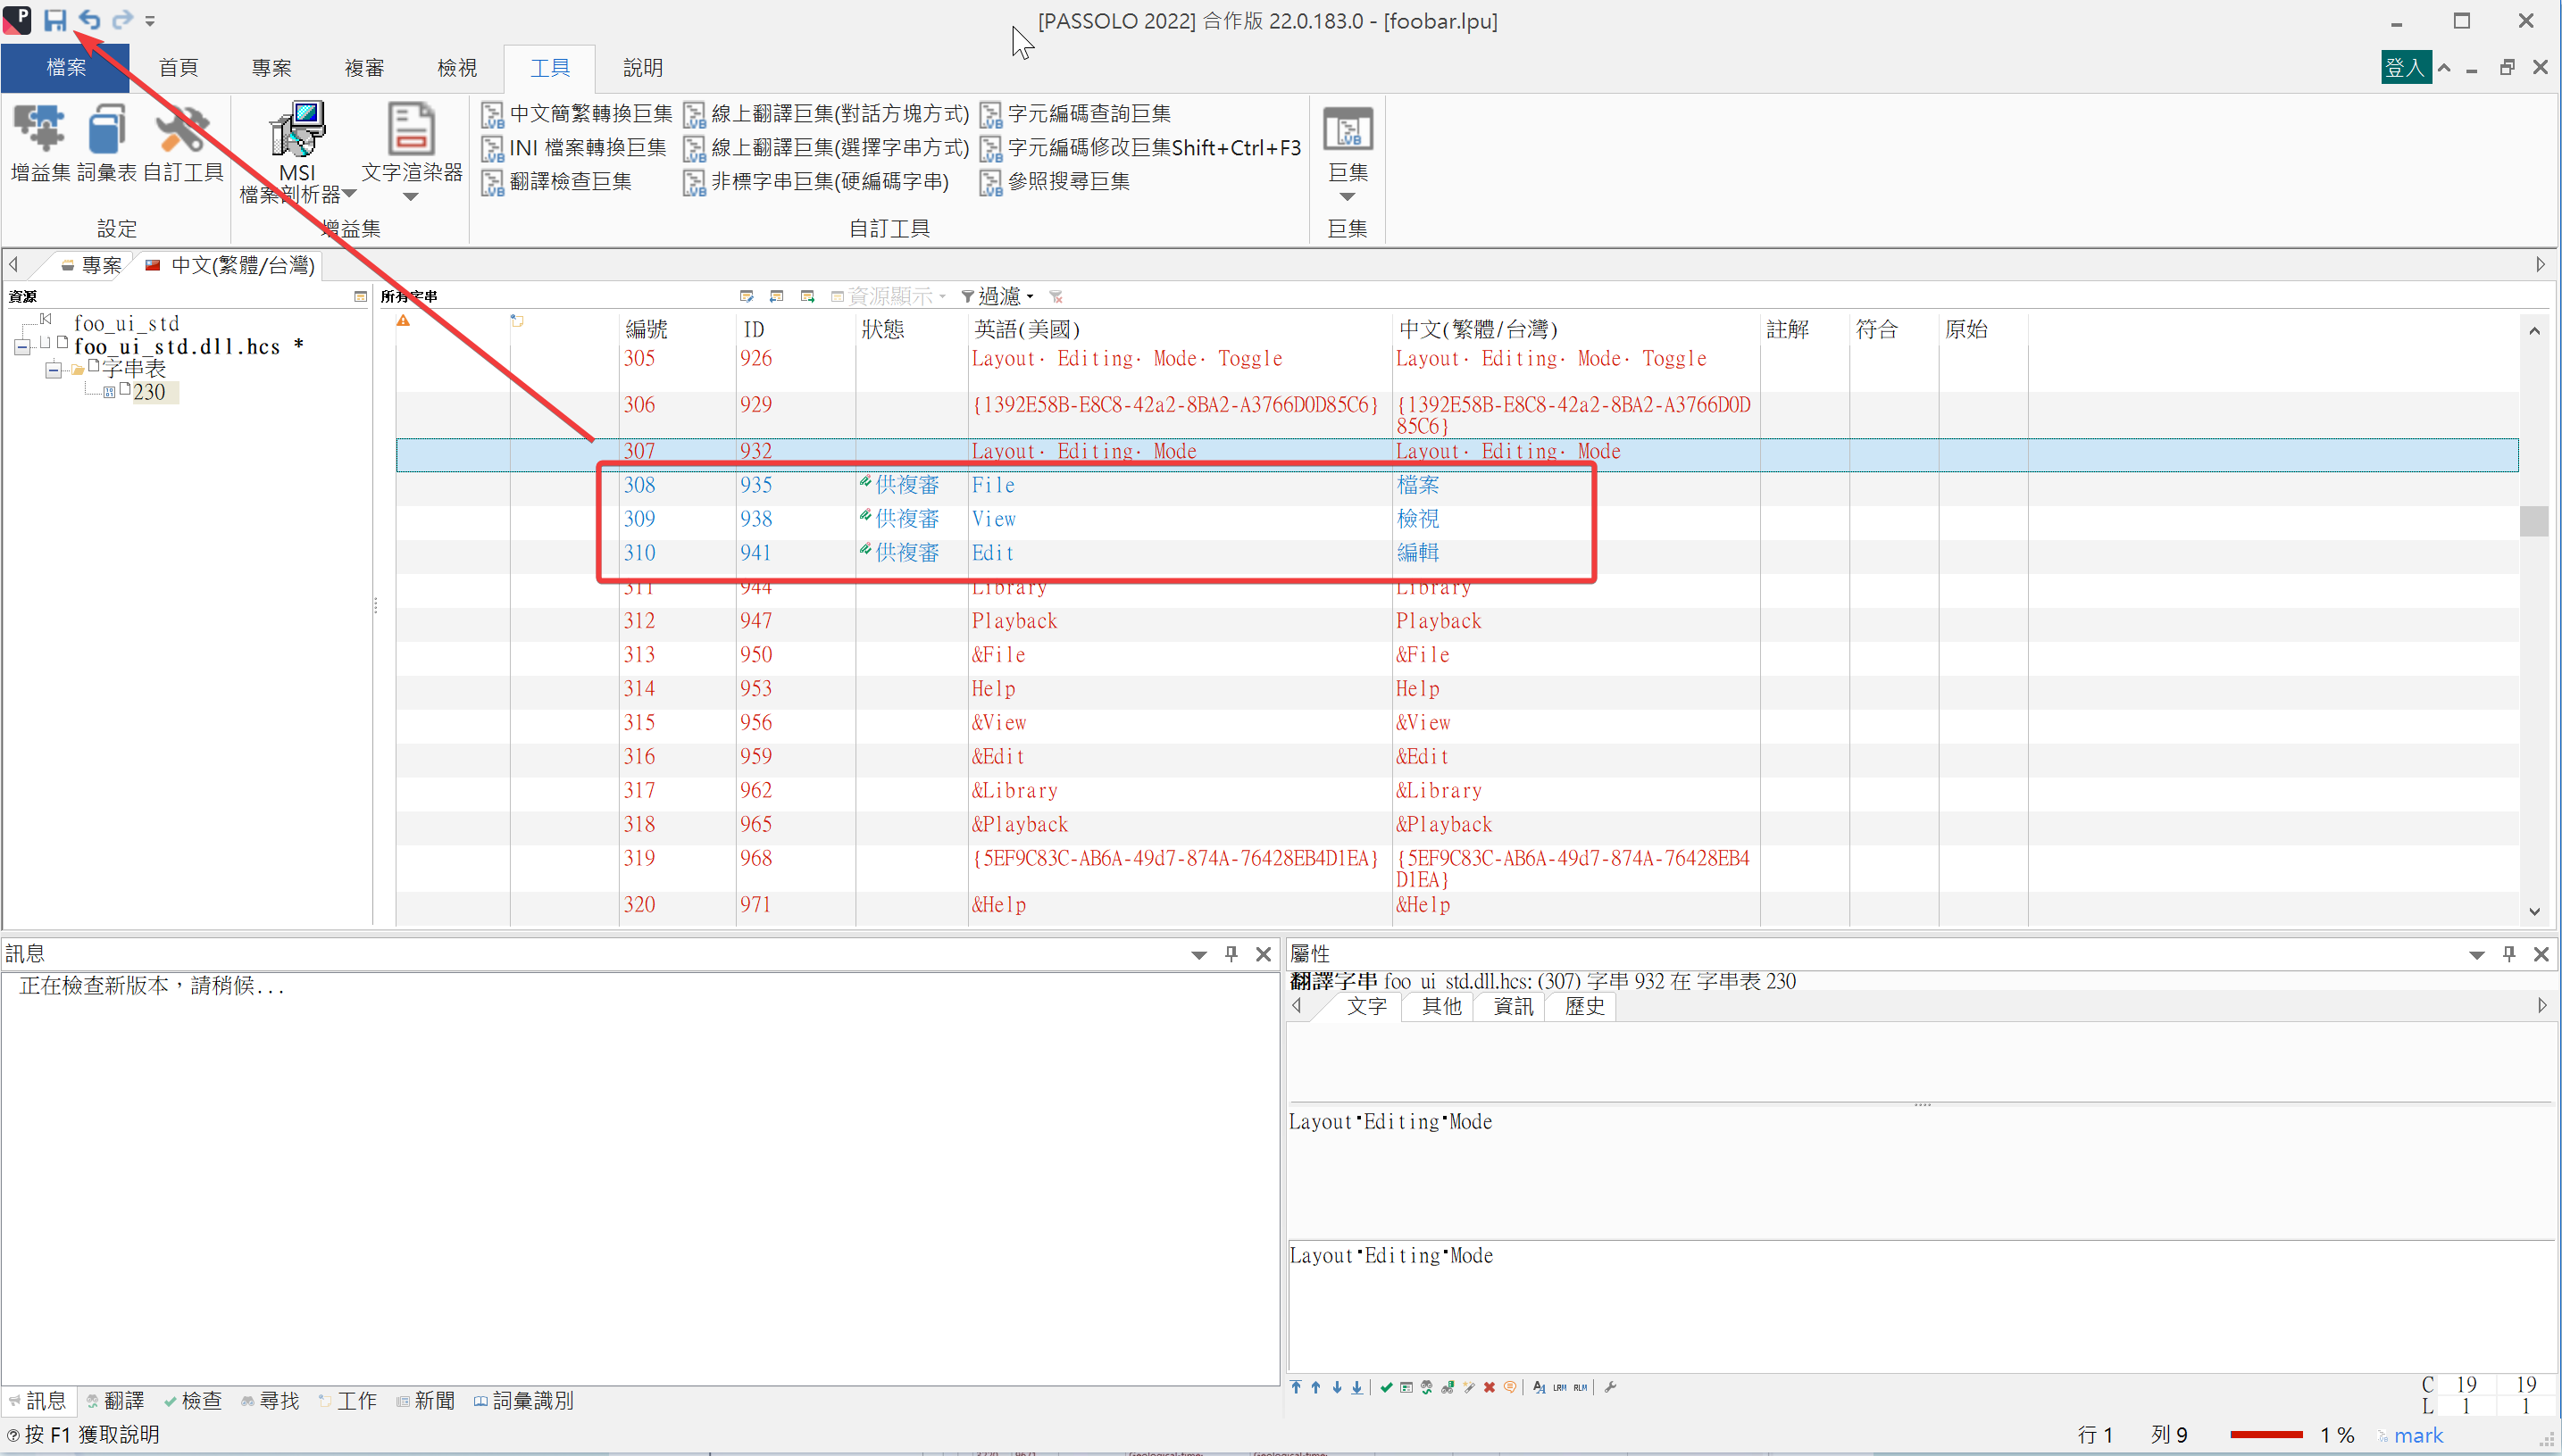 [PASSOLO 2022] 合作版 22.0.183.0 - [foobar.lpu]
檔案 首頁 專案 複審 檢視 工具 說明 登入
中文簡繁轉換巨集 線上翻譯巨集(對話方塊方式) 字元編碼查詢巨集
INI 檔案轉換巨集 線上翻譯巨集(選擇字串方式) 字元編碼修改巨集Shift+Ctrl+F3
增益集 詞彙表 自訂工具 MSI 檔案剖析器 文字渲染器 翻譯檢查巨集 非標字串巨集(硬編碼字串) 參照搜尋巨集 巨集
設定 增益集 自訂工具 巨集
專案 中文(繁體/台灣)
資源 所有字串 資源顯示 過濾
foo_ui_std
foo_ui_std.dll.hcs *
字串表
230
編號 ID 狀態 英語(美國) 中文(繁體/台灣) 註解 符合 原始
305 926 Layout· Editing· Mode· Toggle Layout· Editing· Mode· Toggle
306 929 {1392E58B-E8C8-42a2-8BA2-A3766D0D85C6} {1392E58B-E8C8-42a2-8BA2-A3766D0D
85C6}
307 932 Layout· Editing· Mode Layout· Editing· Mode
308 935 供複審 File 檔案
309 938 供複審 View 檢視
310 941 供複審 Edit 編輯
311 944 Library Library
312 947 Playback Playback
313 950 &File &File
314 953 Help Help
315 956 &View &View
316 959 &Edit &Edit
317 962 &Library &Library
318 965 &Playback &Playback
319 968 {5EF9C83C-AB6A-49d7-874A-76428EB4D1EA} {5EF9C83C-AB6A-49d7-874A-76428EB4
D1EA}
320 971 &Help &Help
訊息
正在檢查新版本，請稍候...
屬性
翻譯字串 foo_ui_std.dll.hcs: (307) 字串 932 在 字串表 230
文字 其他 資訊 歷史
Layout·Editing·Mode
Layout·Editing·Mode
LRM RLM
C 19 19
L 1 1
訊息 翻譯 檢查 尋找 工作 新聞 詞彙識別
按 F1 獲取說明 行 1 列 9 1 % mark